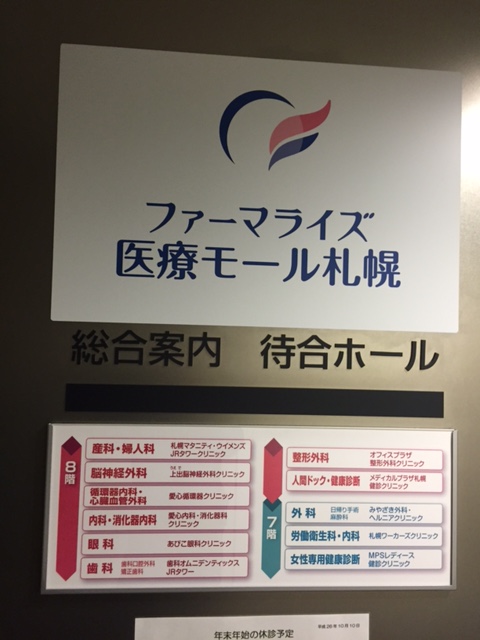 ファーマライズ
医療モール札幌
総合案内 待合ホール
8階
産科・婦人科 札幌マタニティ・ウイメンズ
JRタワークリニック
脳神経外科 上出脳神経外科クリニック
循環器内科・
心臓血管外科 愛心循環器クリニック
内科・消化器内科 愛心内科・消化器科
クリニック
眼科 あびこ眼科クリニック
歯科 歯科口腔外科
矯正歯科 歯科オムニデンティックス
JRタワー
整形外科 オフィスプラザ
整形外科クリニック
人間ドック・健康診断 メディカルプラザ札幌
健診クリニック
7階
外科 日帰り手術
麻酔科 みやざき外科・
ヘルニアクリニック
労働衛生科・内科 札幌ワーカーズクリニック
女性専用健康診断 MPSレディース
健診クリニック
平成28年10月10日
年末年始の休診予定